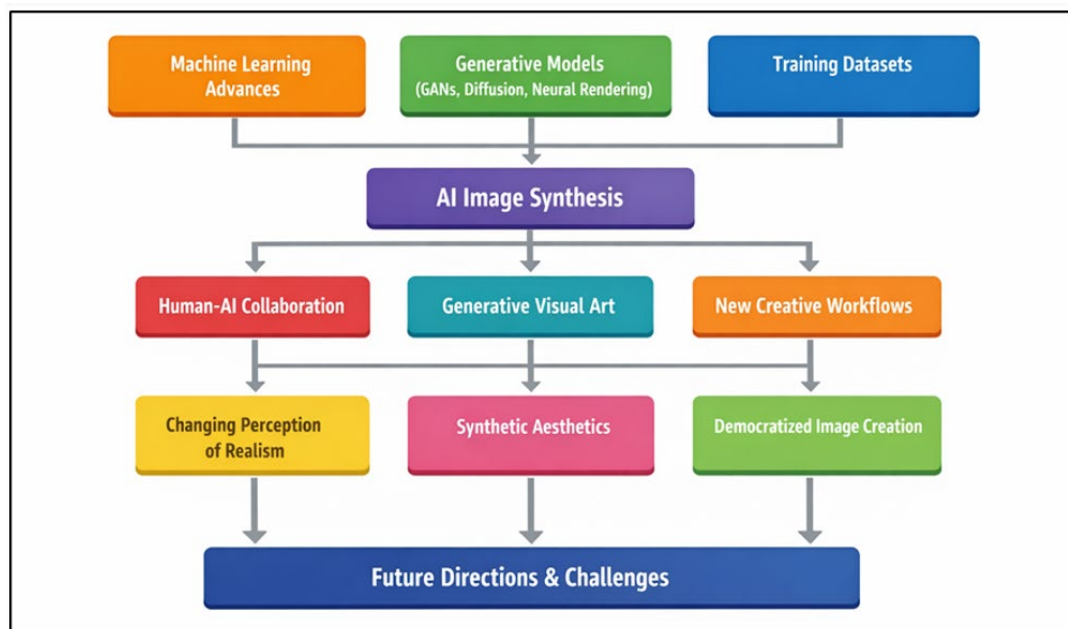 Machine Learning
Advances
Generative Models
(GANs, Diffusion, Neural Rendering)
Training Datasets
AI Image Synthesis
Human-AI Collaboration
Generative Visual Art
New Creative Workflows
Changing Perception
of Realism
Synthetic Aesthetics
Democratized Image Creation
Future Directions & Challenges